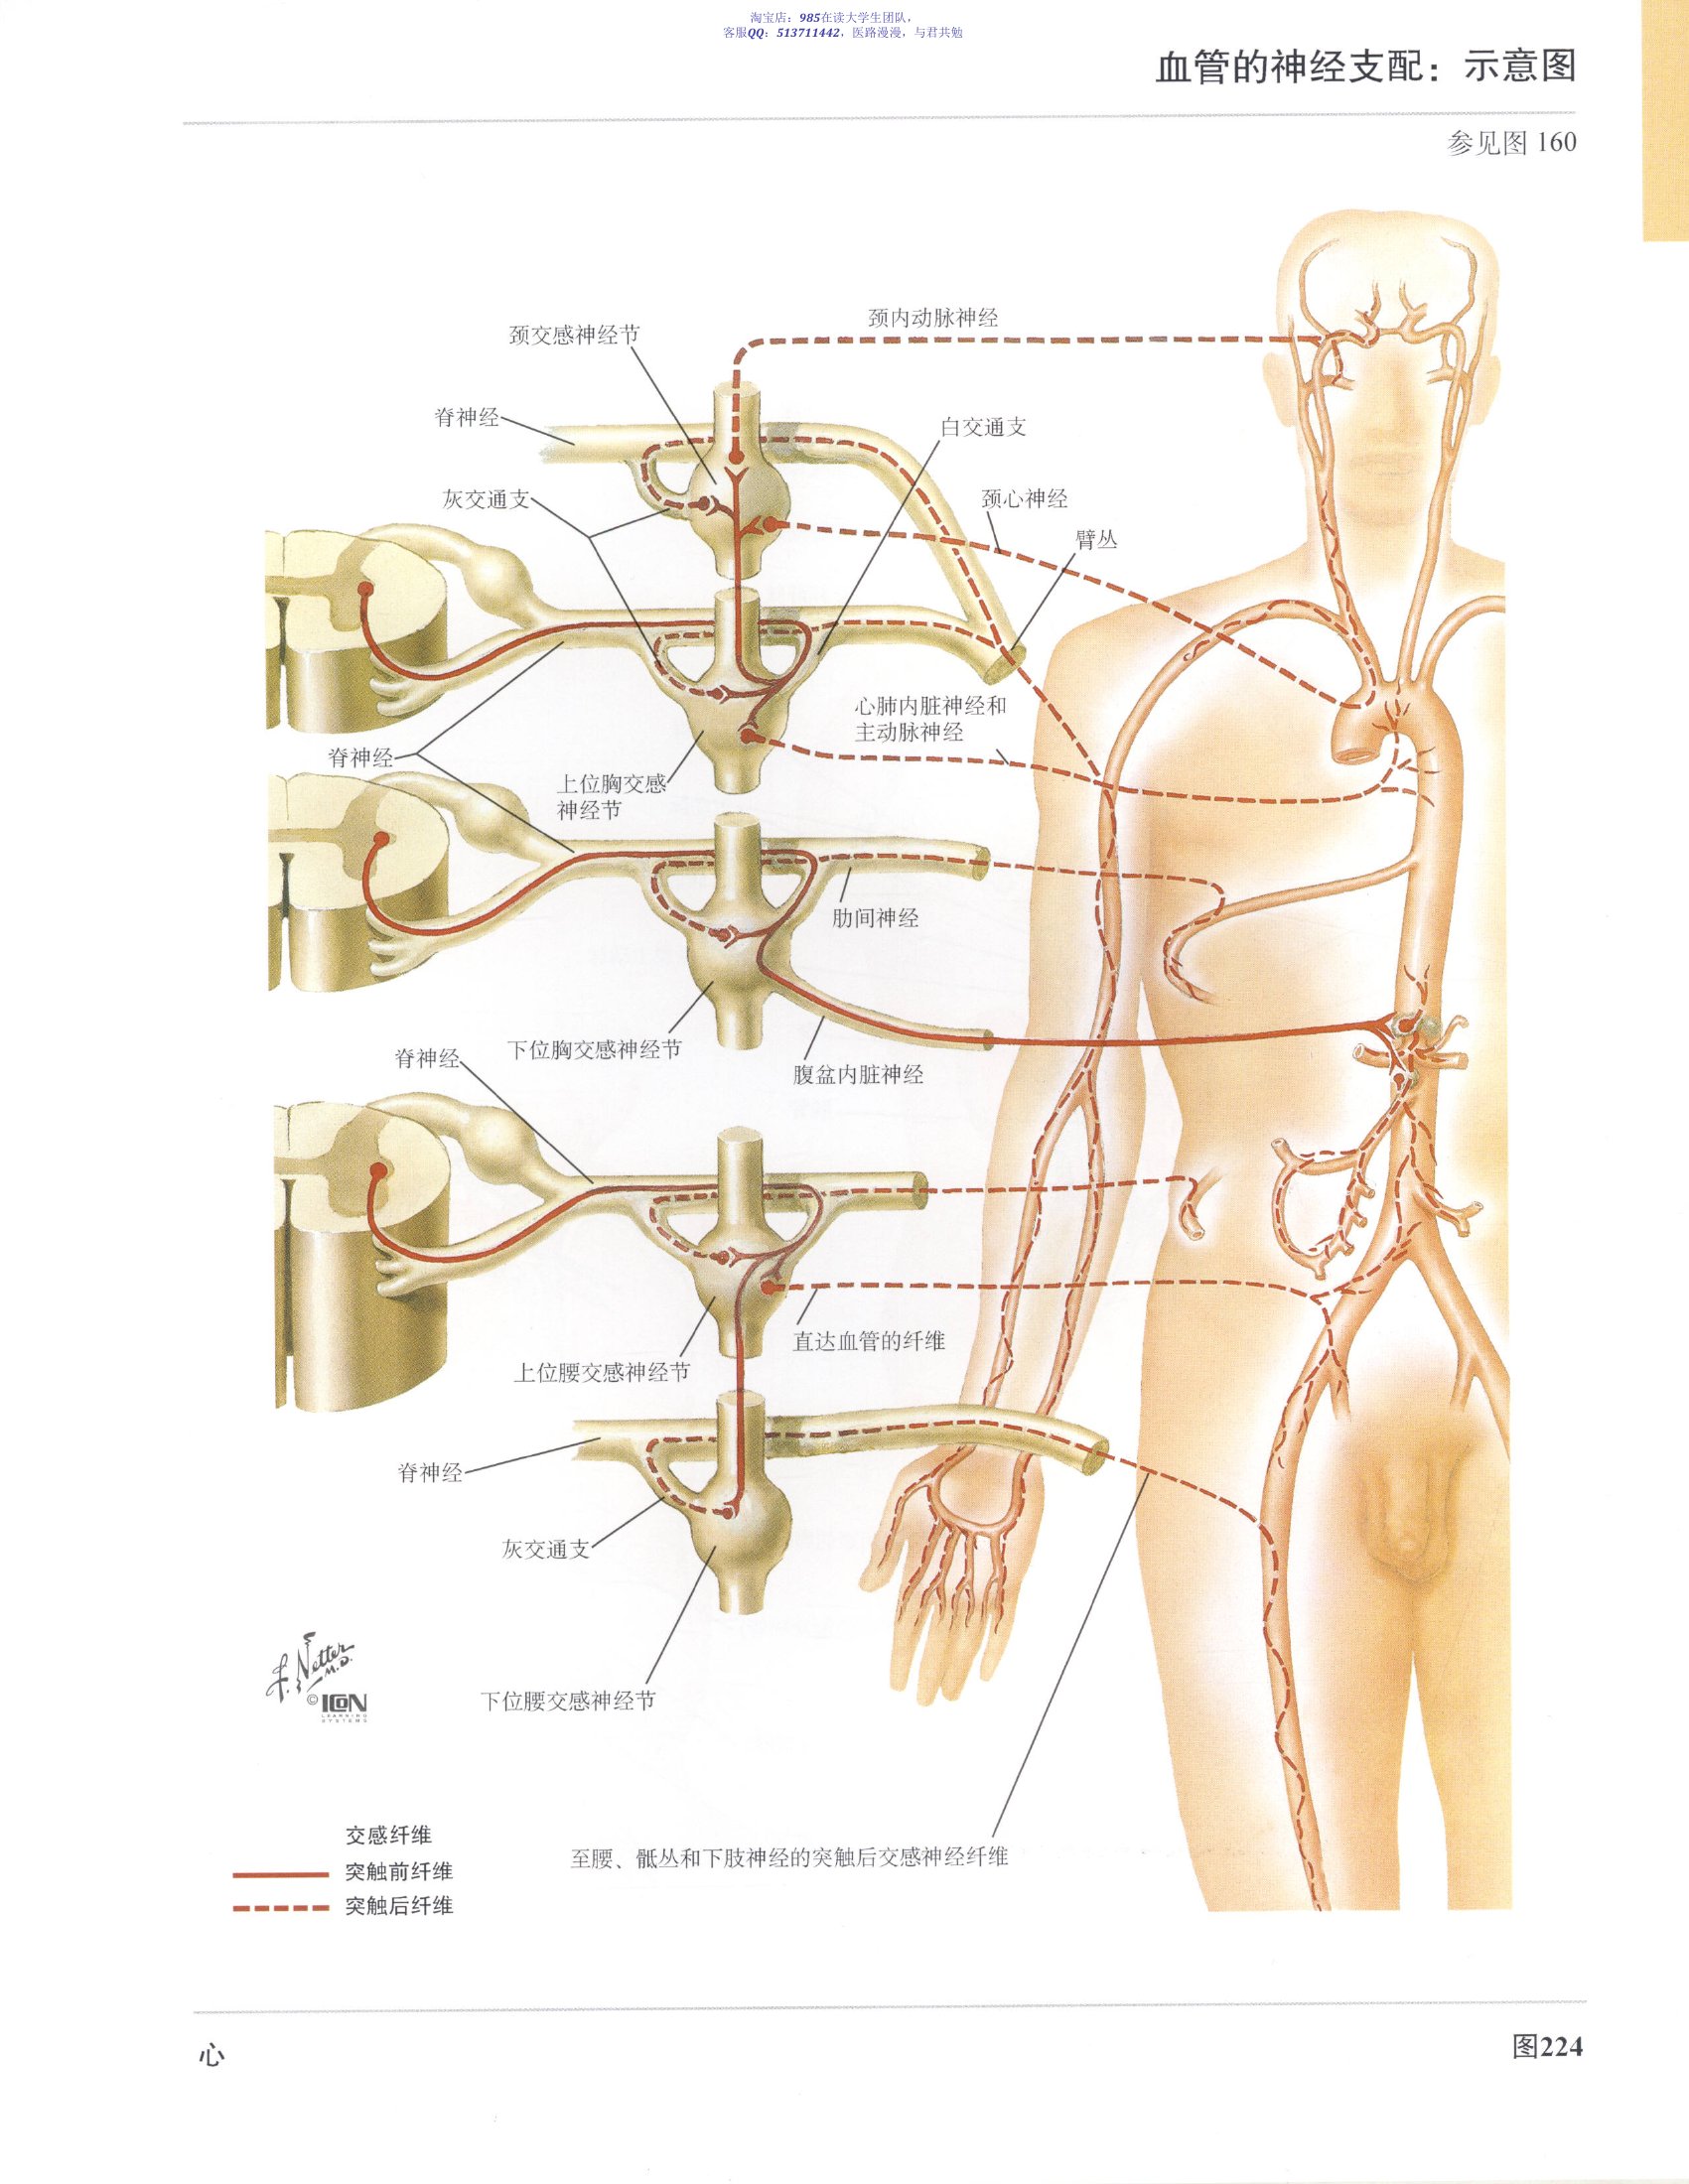 淘宝店：985在读大学生团队，
客服QQ：513711442，医路漫漫，与君共勉
血管的神经支配：示意图
参见图 160
颈内动脉神经
颈交感神经节
脊神经
白交通支
灰交通支
颈心神经
臂丛
心肺内脏神经和
主动脉神经
脊神经
上位胸交感
神经节
肋间神经
下位胸交感神经节
脊神经
腹盆内脏神经
直达血管的纤维
上位腰交感神经节
脊神经
灰交通支
下位腰交感神经节
F. Netter
M.D.
© ICON
LEARNING
SYSTEMS
交感纤维
突触前纤维
突触后纤维
至腰、骶丛和下肢神经的突触后交感神经纤维
心
图224